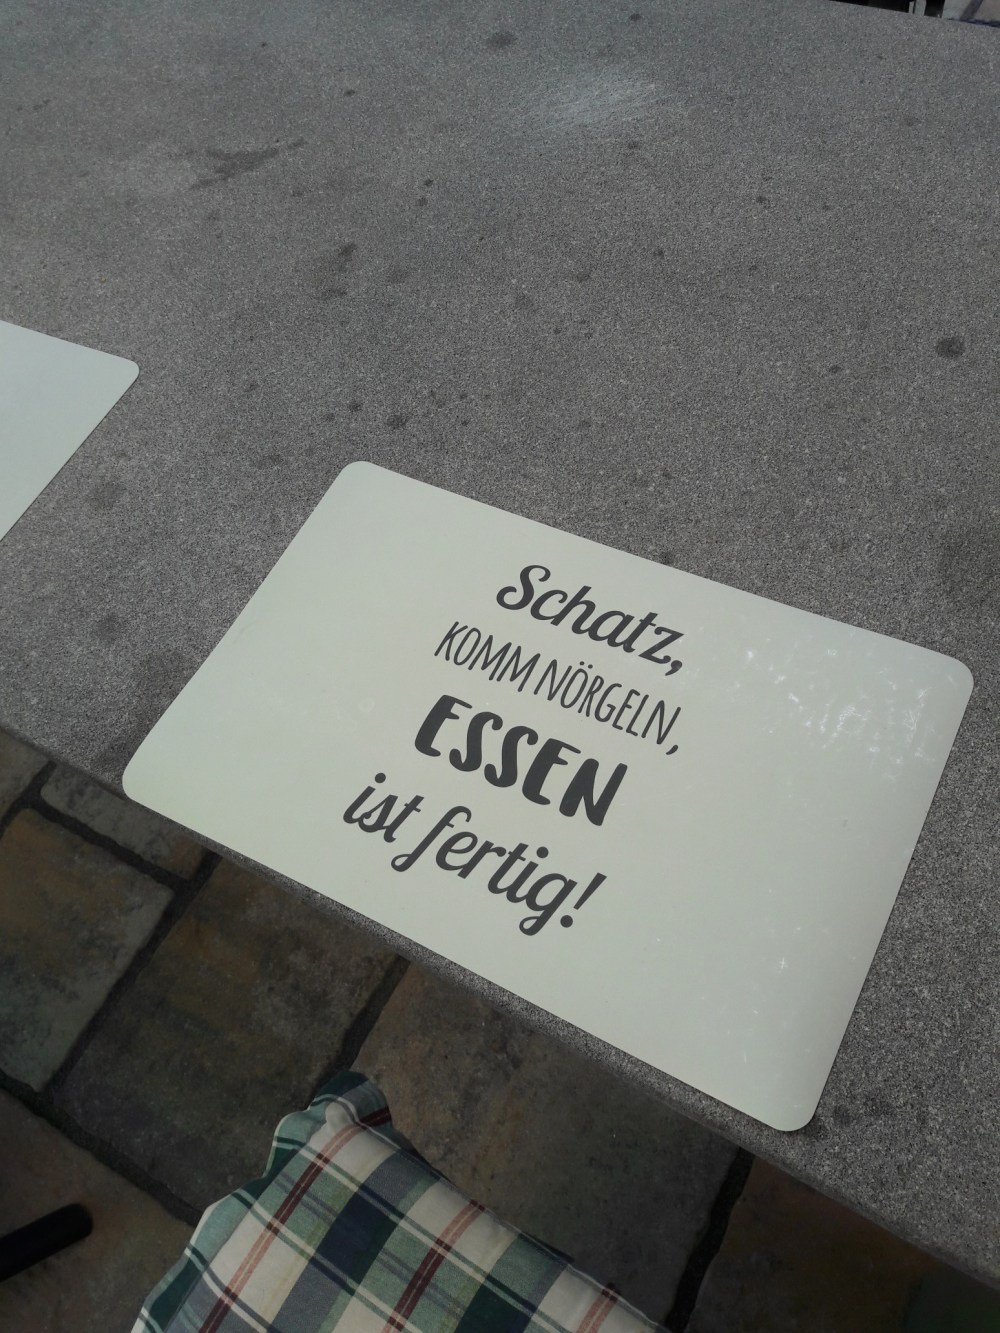 Schatz,
KOMM NÖRGELN,
ESSEN
ist fertig!